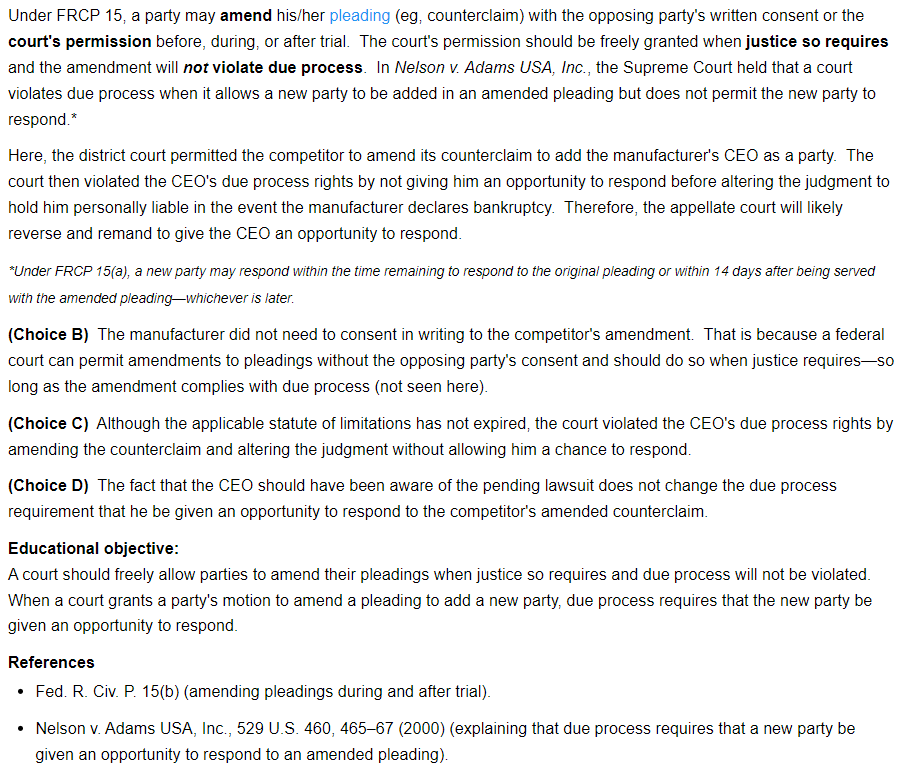 Under FRCP 15, a party may amend his/her pleading (eg, counterclaim) with the opposing party's written consent or the
court's permission before, during, or after trial. The court's permission should be freely granted when justice so requires
and the amendment will not violate due process. In Nelson v. Adams USA, Inc., the Supreme Court held that a court
violates due process when it allows a new party to be added in an amended pleading but does not permit the new party to
respond.*
Here, the district court permitted the competitor to amend its counterclaim to add the manufacturer's CEO as a party. The
court then violated the CEO's due process rights by not giving him an opportunity to respond before altering the judgment to
hold him personally liable in the event the manufacturer declares bankruptcy. Therefore, the appellate court will likely
reverse and remand to give the CEO an opportunity to respond.
*Under FRCP 15(a), a new party may respond within the time remaining to respond to the original pleading or within 14 days after being served
with the amended pleading—whichever is later.
(Choice B) The manufacturer did not need to consent in writing to the competitor's amendment. That is because a federal
court can permit amendments to pleadings without the opposing party's consent and should do so when justice requires—so
long as the amendment complies with due process (not seen here).
(Choice C) Although the applicable statute of limitations has not expired, the court violated the CEO's due process rights by
amending the counterclaim and altering the judgment without allowing him a chance to respond.
(Choice D) The fact that the CEO should have been aware of the pending lawsuit does not change the due process
requirement that he be given an opportunity to respond to the competitor's amended counterclaim.
Educational objective:
A court should freely allow parties to amend their pleadings when justice so requires and due process will not be violated.
When a court grants a party's motion to amend a pleading to add a new party, due process requires that the new party be
given an opportunity to respond.
References
• Fed. R. Civ. P. 15(b) (amending pleadings during and after trial).
• Nelson v. Adams USA, Inc., 529 U.S. 460, 465–67 (2000) (explaining that due process requires that a new party be
given an opportunity to respond to an amended pleading).